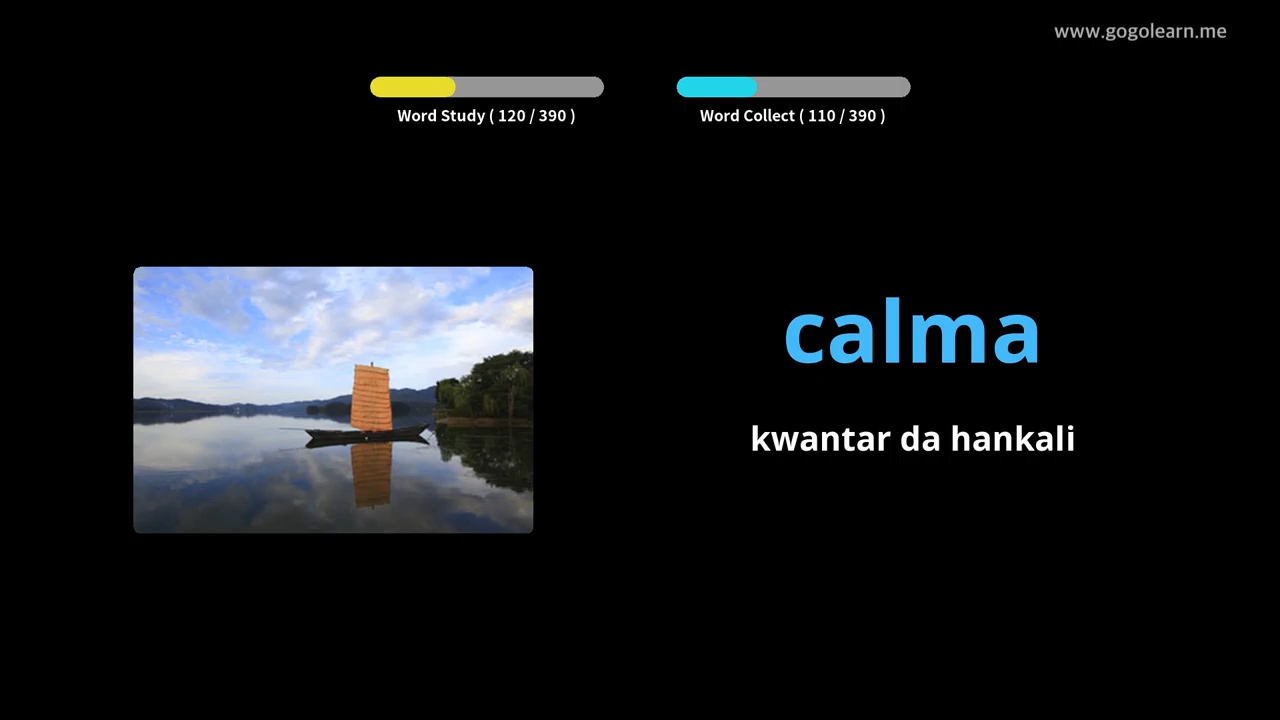 www.gogolearn.me
Word Study ( 120 / 390 )
Word Collect ( 110 / 390 )
calma
kwantar da hankali